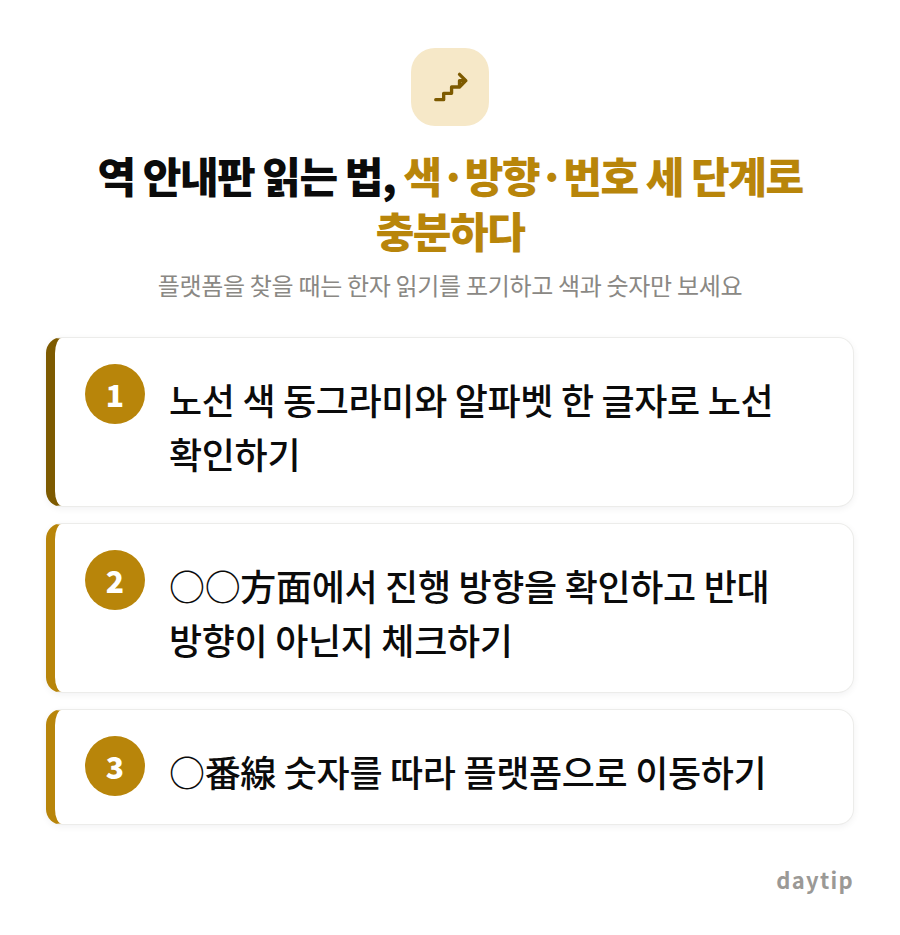 역 안내판 읽는 법, 색·방향·번호 세 단계로
충분하다
플랫폼을 찾을 때는 한자 읽기를 포기하고 색과 숫자만 보세요
1
노선 색 동그라미와 알파벳 한 글자로 노선
확인하기
2
○○方面에서 진행 방향을 확인하고 반대
방향이 아닌지 체크하기
3
○番線 숫자를 따라 플랫폼으로 이동하기
daytip